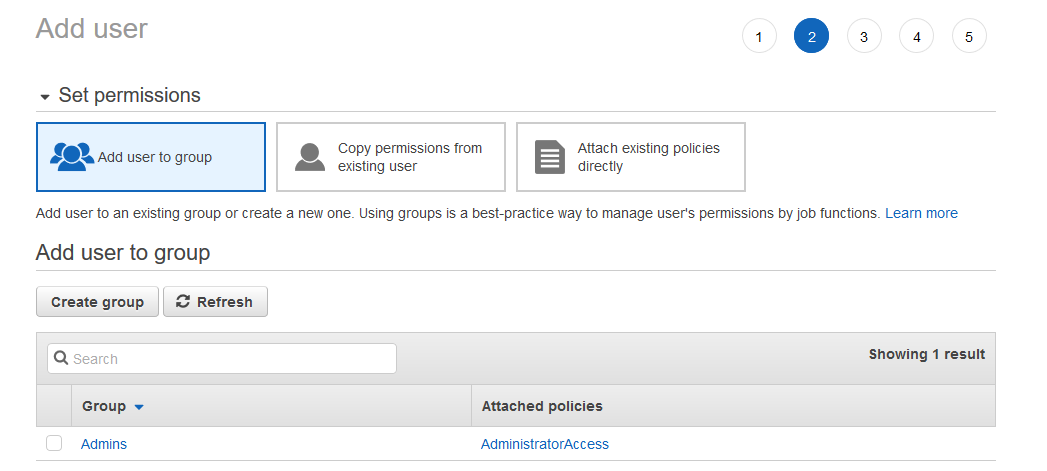 Add user
1 2 3 4 5
Set permissions
Add user to group
Copy permissions from
existing user
Attach existing policies
directly
Add user to an existing group or create a new one. Using groups is a best-practice way to manage user's permissions by job functions. Learn more
Add user to group
Create group Refresh
Search Showing 1 result
Group Attached policies
Admins AdministratorAccess